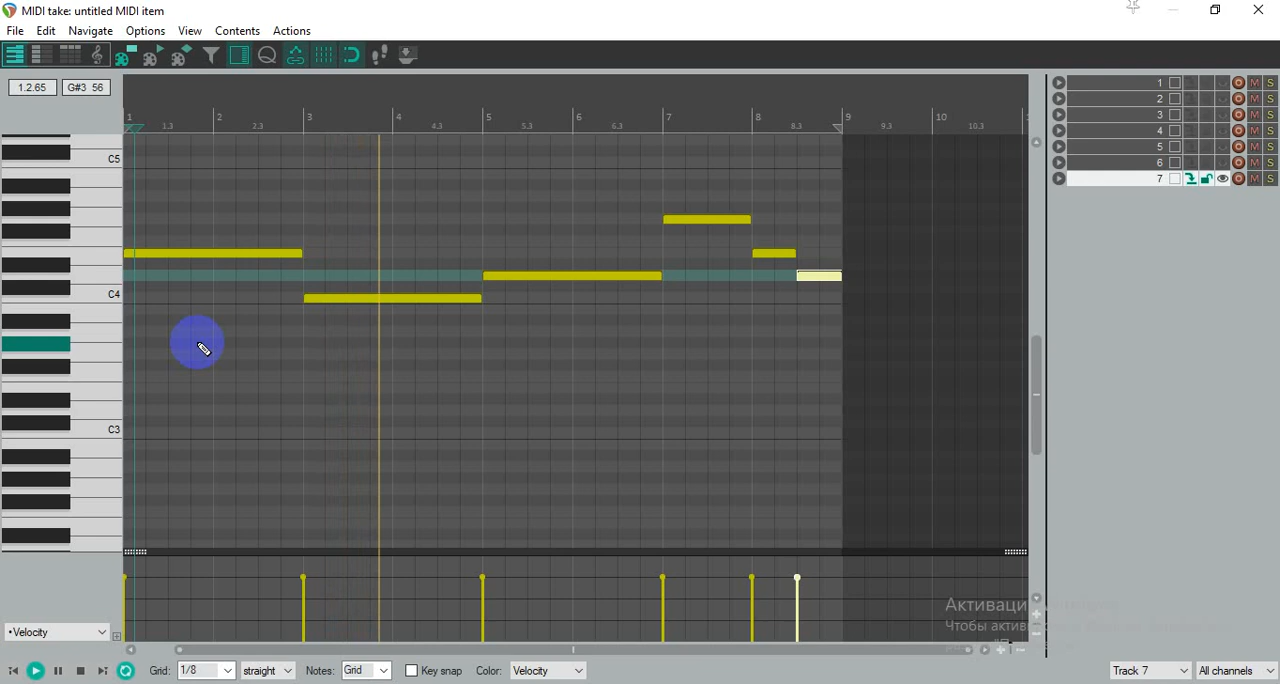 MIDI take: untitled MIDI item
File Edit Navigate Options View Contents Actions
1.2.65 G#3 56
1 2 3 4 5 6 7 8 9 10
1.3 2.3 4.3 5.3 6.3 8.3 9.3 10.3
C5
C4
C3
1 M S
2 M S
3 M S
4 M S
5 M S
6 M S
7 M S
•Velocity
Активаци
Чтобы актив
Grid: 1/8 straight Notes: Grid Key snap Color: Velocity Track 7 All channels